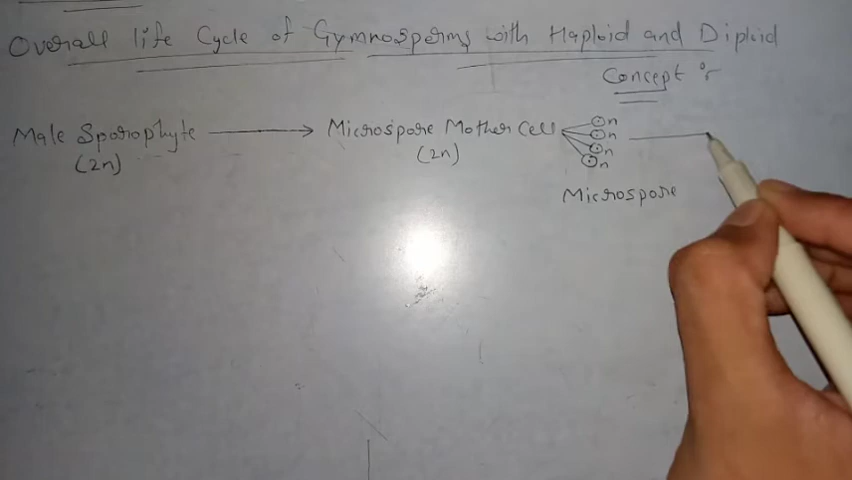 Overall life Cycle of Gymnosperms with Haploid and Diploid
Concept :-
Male Sporophyte → Microspore Mother Cell n n n n
(2n) (2n)
Microspore